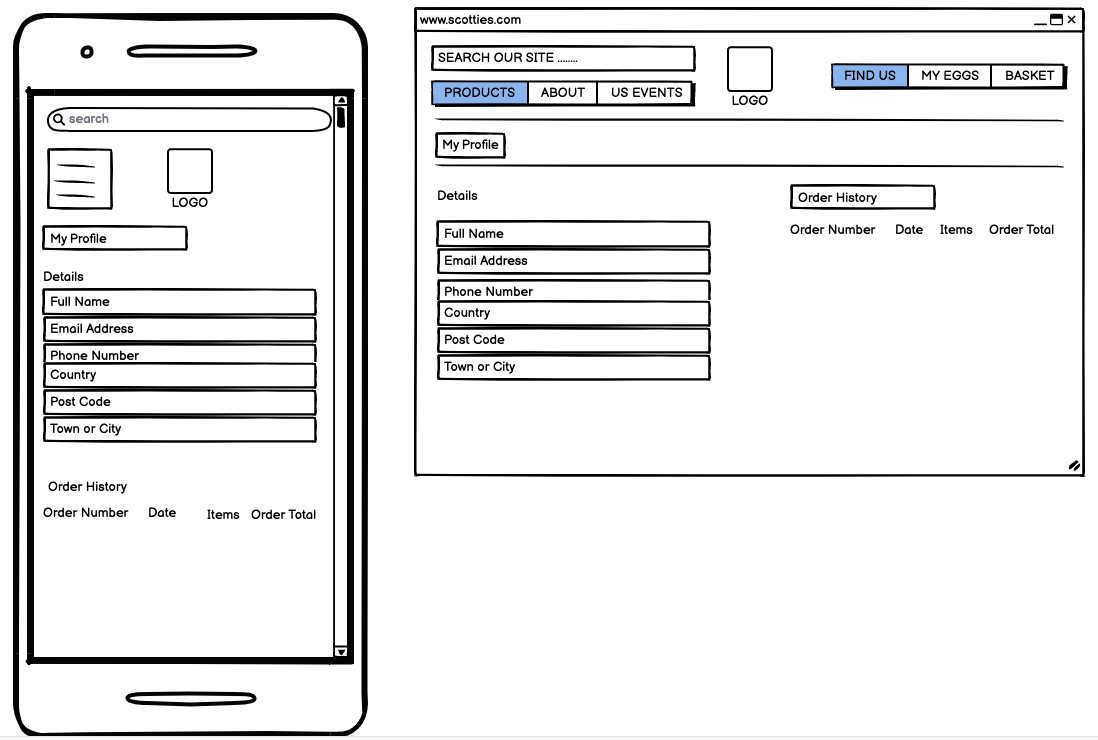 search
LOGO
My Profile
Details
Full Name
Email Address
Phone Number
Country
Post Code
Town or City
Order History
Order Number Date Items Order Total
www.scotties.com
SEARCH OUR SITE ........
PRODUCTS ABOUT US EVENTS
LOGO
FIND US MY EGGS BASKET
My Profile
Details
Full Name
Email Address
Phone Number
Country
Post Code
Town or City
Order History
Order Number Date Items Order Total